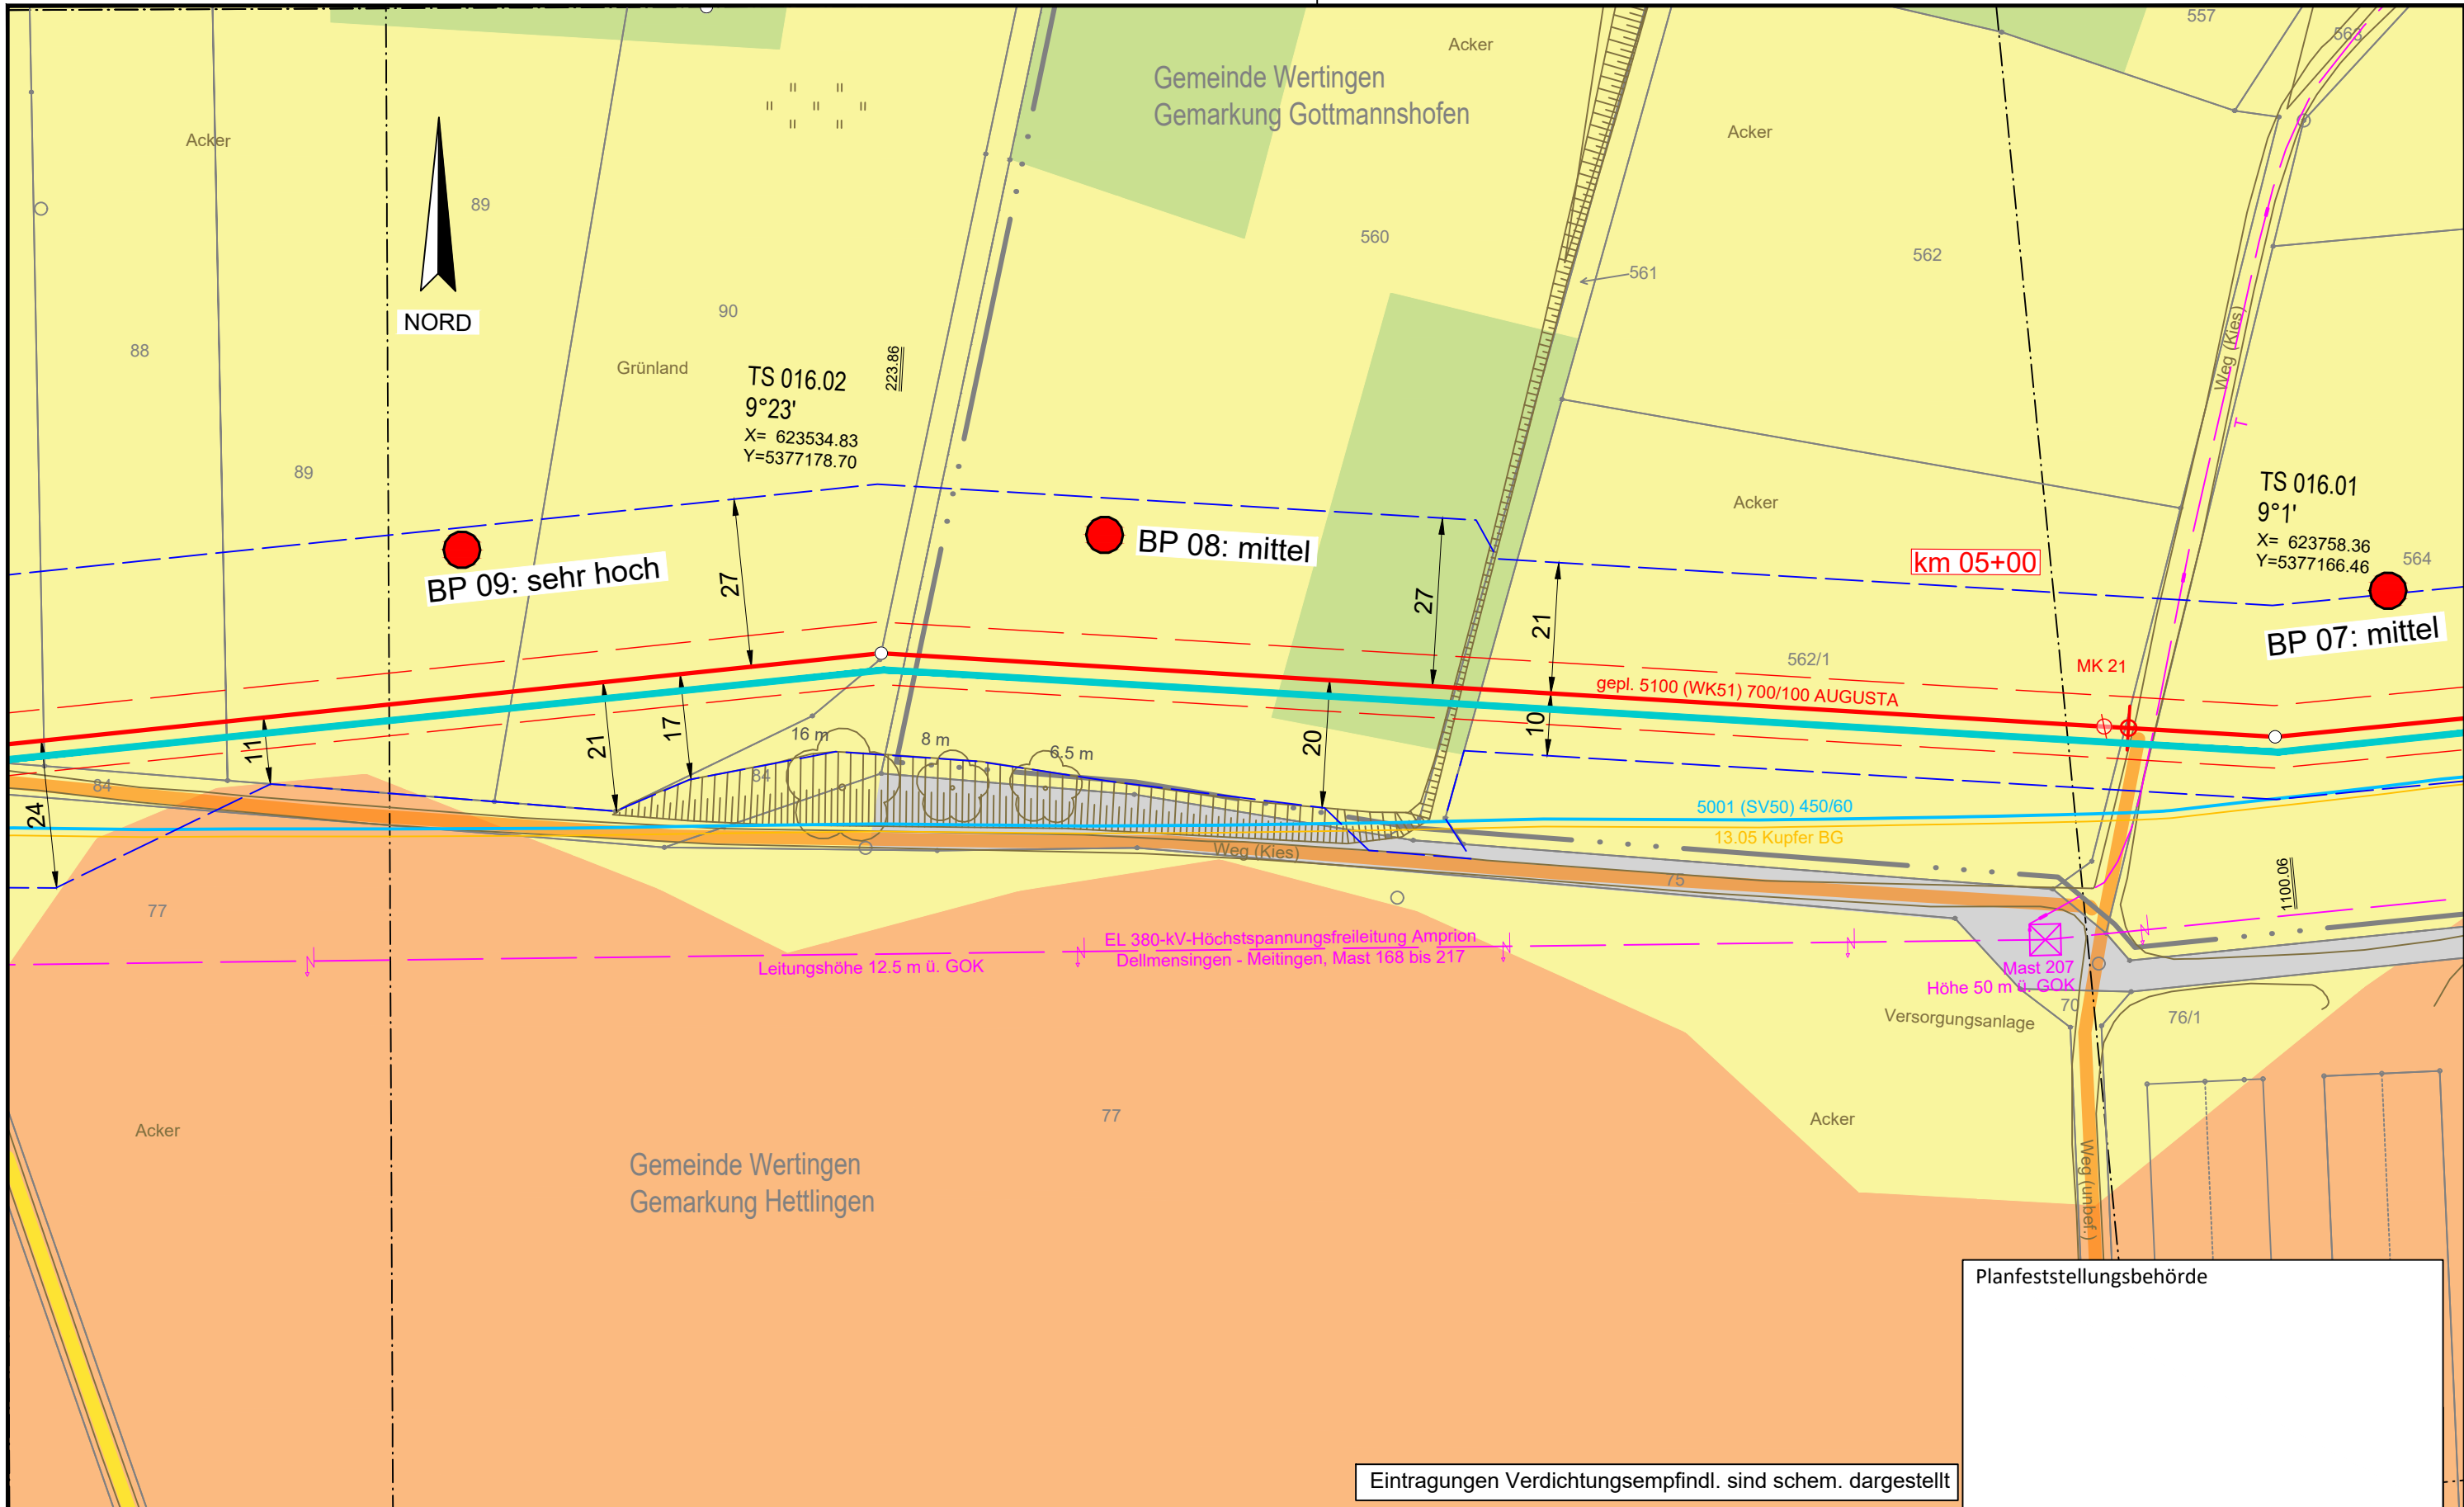 557
563
Acker
Gemeinde Wertingen
Gemarkung Gottmannshofen
Acker
Acker
89
560
562
561
NORD
90
88
Weg (Kies)
Grünland
TS 016.02
9°23'
X= 623534.83
Y=5377178.70
223.86
T
89
TS 016.01
9°1'
X= 623758.36
Y=5377166.46
564
Acker
BP 09: sehr hoch
BP 08: mittel
km 05+00
BP 07: mittel
27
27
21
562/1
MK 21
gepl. 5100 (WK51) 700/100 AUGUSTA
11
21
17
20
10
16 m
8 m
6.5 m
84
84
24
5001 (SV50) 450/60
13.05 Kupfer BG
Weg (Kies)
75
1100.06
77
EL 380-kV-Höchstspannungsfreileitung Amprion
Dellmensingen - Meitingen, Mast 168 bis 217
Leitungshöhe 12.5 m ü. GOK
Mast 207
Höhe 50 m ü. GOK
70
76/1
Versorgungsanlage
Acker
77
Acker
Weg (unbef.)
Gemeinde Wertingen
Gemarkung Hettlingen
Planfeststellungsbehörde
Eintragungen Verdichtungsempfindl. sind schem. dargestellt